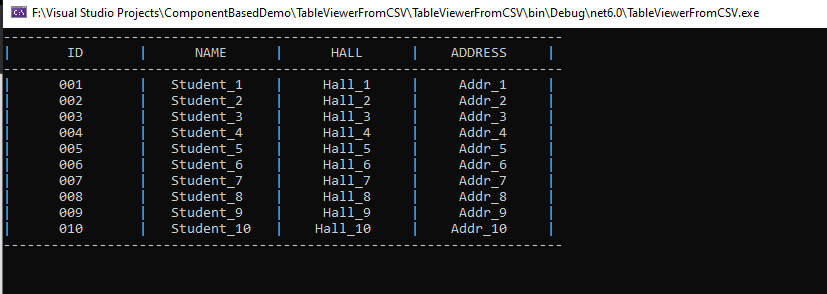 F:\Visual Studio Projects\ComponentBasedDemo\TableViewerFromCSV\TableViewerFromCSV\bin\Debug\net6.0\TableViewerFromCSV.exe
----------------------------------------------------------------------
| ID | NAME | HALL | ADDRESS |
----------------------------------------------------------------------
| 001 | Student_1 | Hall_1 | Addr_1 |
| 002 | Student_2 | Hall_2 | Addr_2 |
| 003 | Student_3 | Hall_3 | Addr_3 |
| 004 | Student_4 | Hall_4 | Addr_4 |
| 005 | Student_5 | Hall_5 | Addr_5 |
| 006 | Student_6 | Hall_6 | Addr_6 |
| 007 | Student_7 | Hall_7 | Addr_7 |
| 008 | Student_8 | Hall_8 | Addr_8 |
| 009 | Student_9 | Hall_9 | Addr_9 |
| 010 | Student_10 | Hall_10 | Addr_10 |
----------------------------------------------------------------------